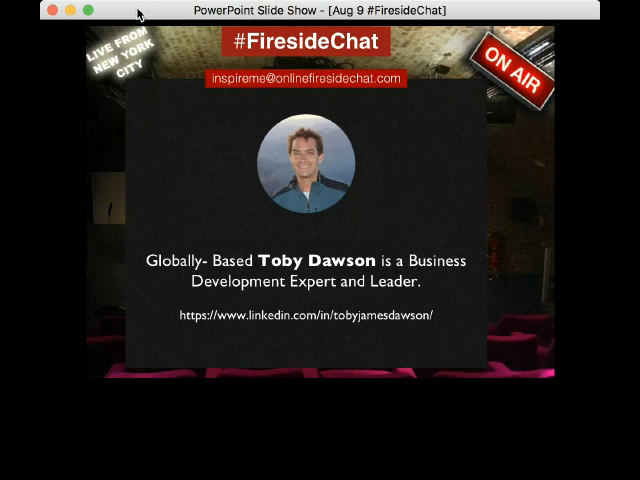 PowerPoint Slide Show - [Aug 9 #FiresideChat]
LIVE FROM
NEW YORK
CITY
#FiresideChat
ON AIR
inspireme@onlinefiresidechat.com
Globally- Based Toby Dawson is a Business
Development Expert and Leader.
https://www.linkedin.com/in/tobyjamesdawson/